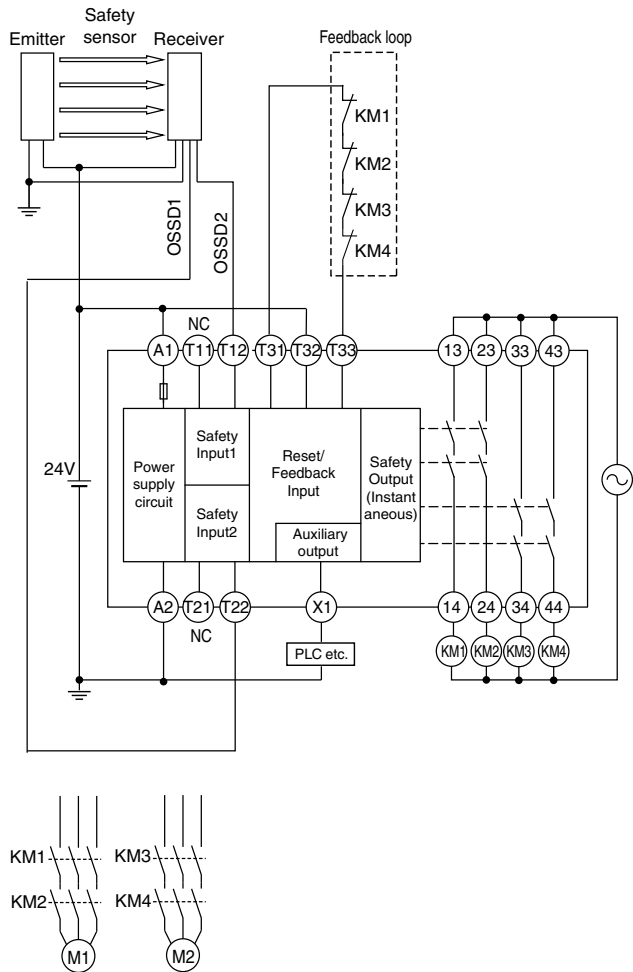 Safety
sensor
Emitter
Receiver
Feedback loop
KM1
KM2
KM3
KM4
OSSD1
OSSD2
NC
A1
T11
T12
T31
T32
T33
13
23
33
43
24V
Power
supply
circuit
Safety
Input1
Safety
Input2
Reset/
Feedback
Input
Auxiliary
output
Safety
Output
(Instant
aneous)
A2
T21
T22
X1
14
24
34
44
NC
PLC etc.
KM1
KM2
KM3
KM4
KM1
KM2
M1
KM3
KM4
M2